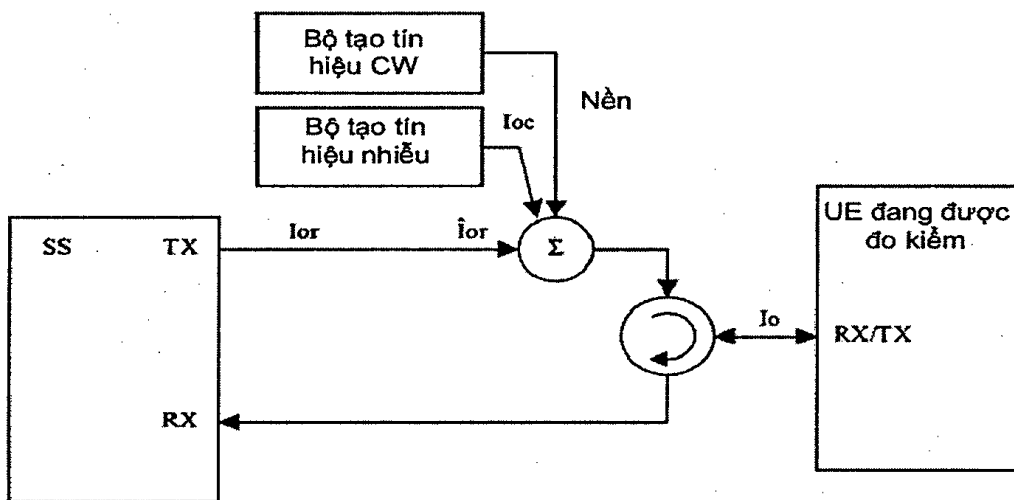 Bộ tạo tín
hiệu CW
Nền
Bộ tạo tín
hiệu nhiễu
Ioc
SS
TX
Ior
Îor
Σ
UE đang được
đo kiểm
Io
RX/TX
RX